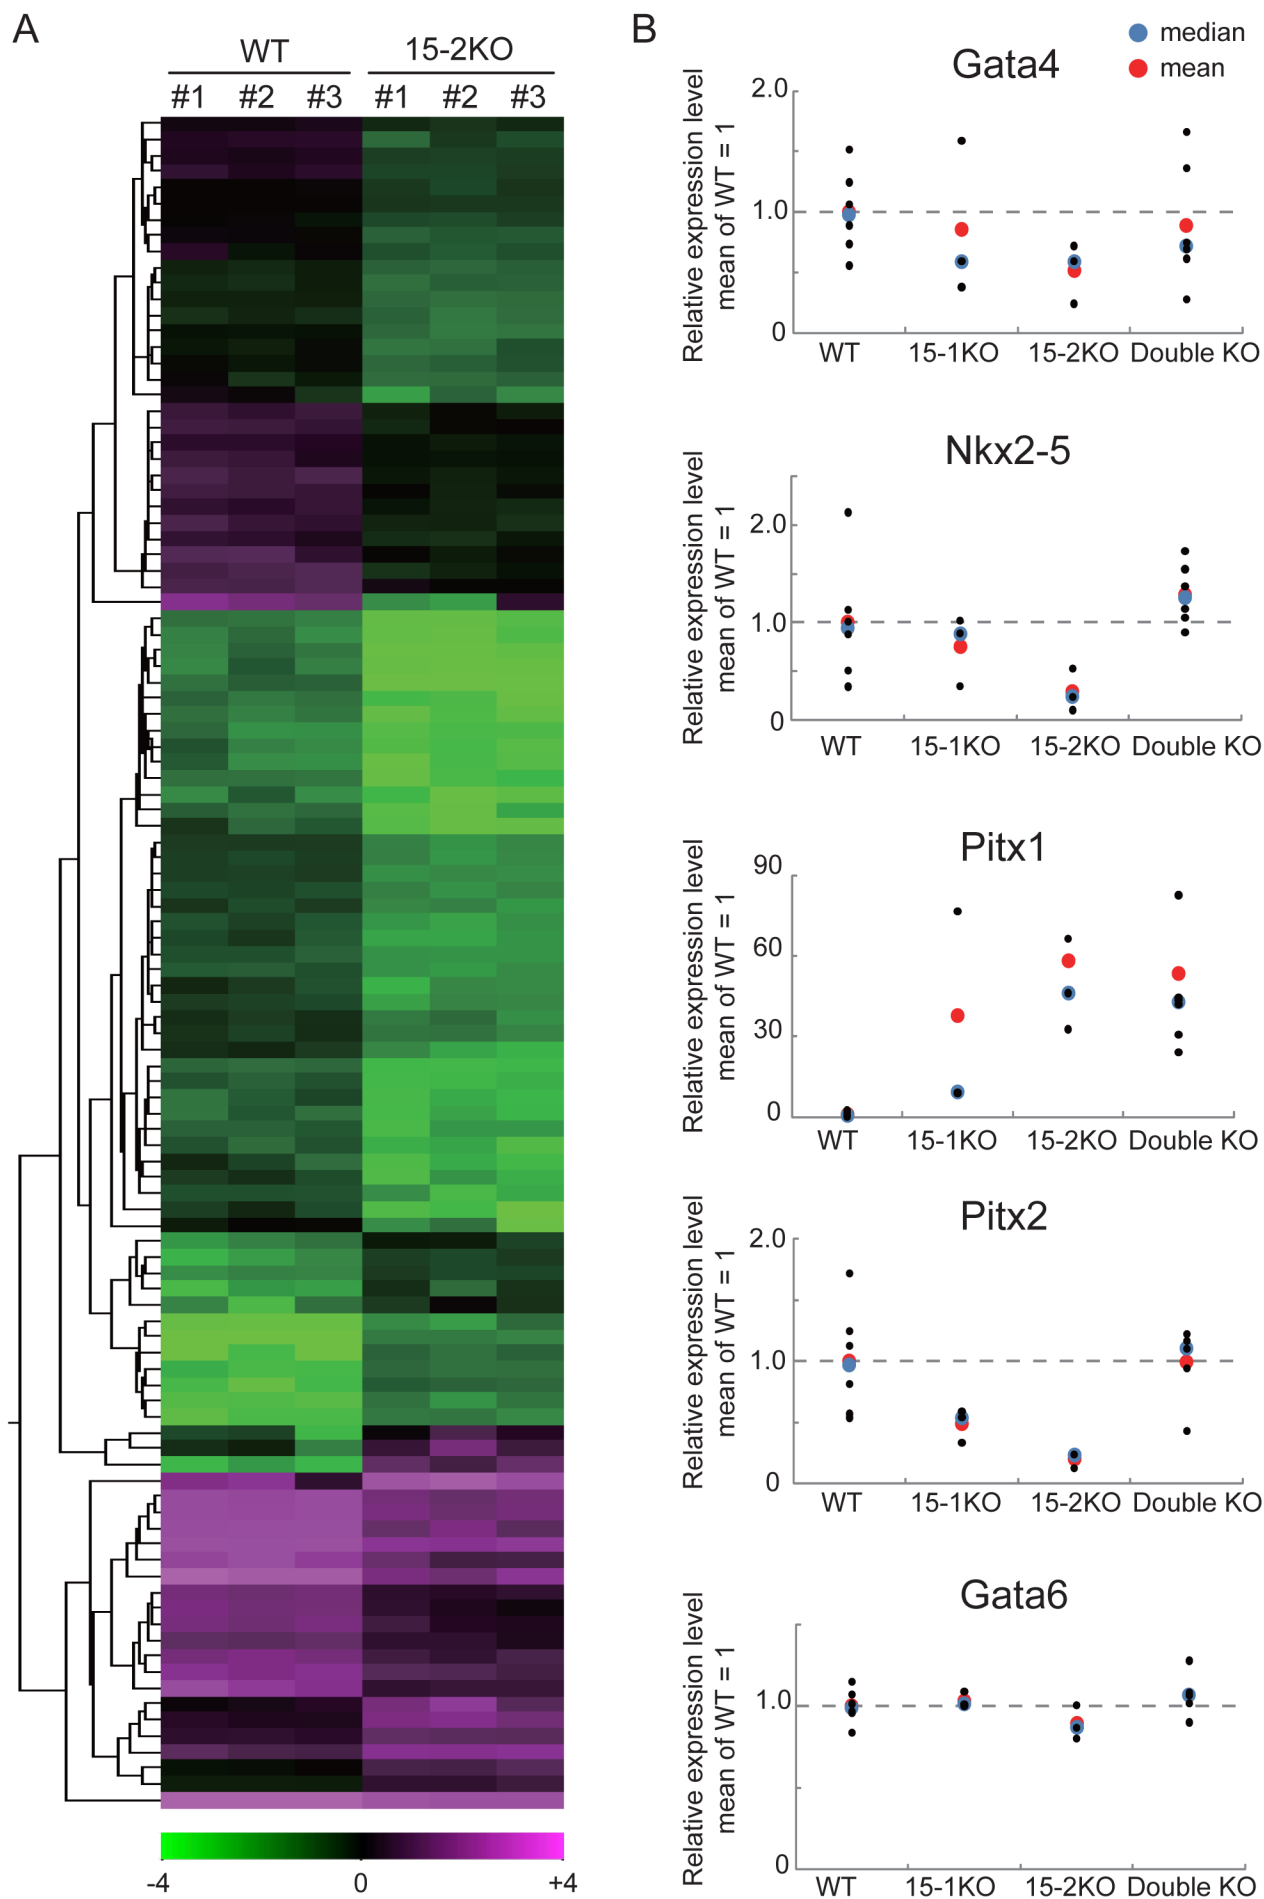 A
WT
15-2KO
#1 #2 #3 #1 #2 #3
-4 0 +4
B
median
mean
Gata4
Relative expression level
mean of WT = 1
2.0
1.0
0
WT 15-1KO 15-2KO Double KO
Nkx2-5
Relative expression level
mean of WT = 1
2.0
1.0
0
WT 15-1KO 15-2KO Double KO
Pitx1
Relative expression level
mean of WT = 1
90
60
30
0
WT 15-1KO 15-2KO Double KO
Pitx2
Relative expression level
mean of WT = 1
2.0
1.0
0
WT 15-1KO 15-2KO Double KO
Gata6
Relative expression level
mean of WT = 1
1.0
0
WT 15-1KO 15-2KO Double KO